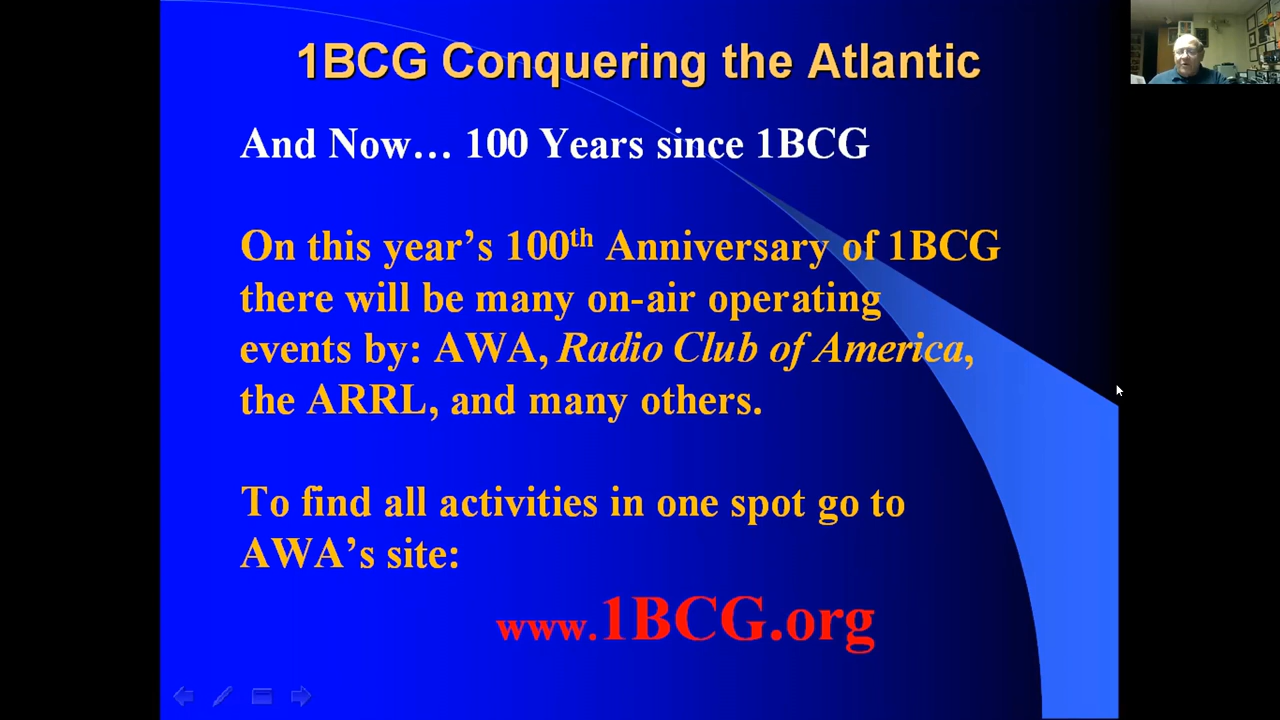 1BCG Conquering the Atlantic
And Now… 100 Years since 1BCG
On this year’s 100th Anniversary of 1BCG
there will be many on-air operating
events by: AWA, Radio Club of America,
the ARRL, and many others.
To find all activities in one spot go to
AWA’s site:
www.1BCG.org